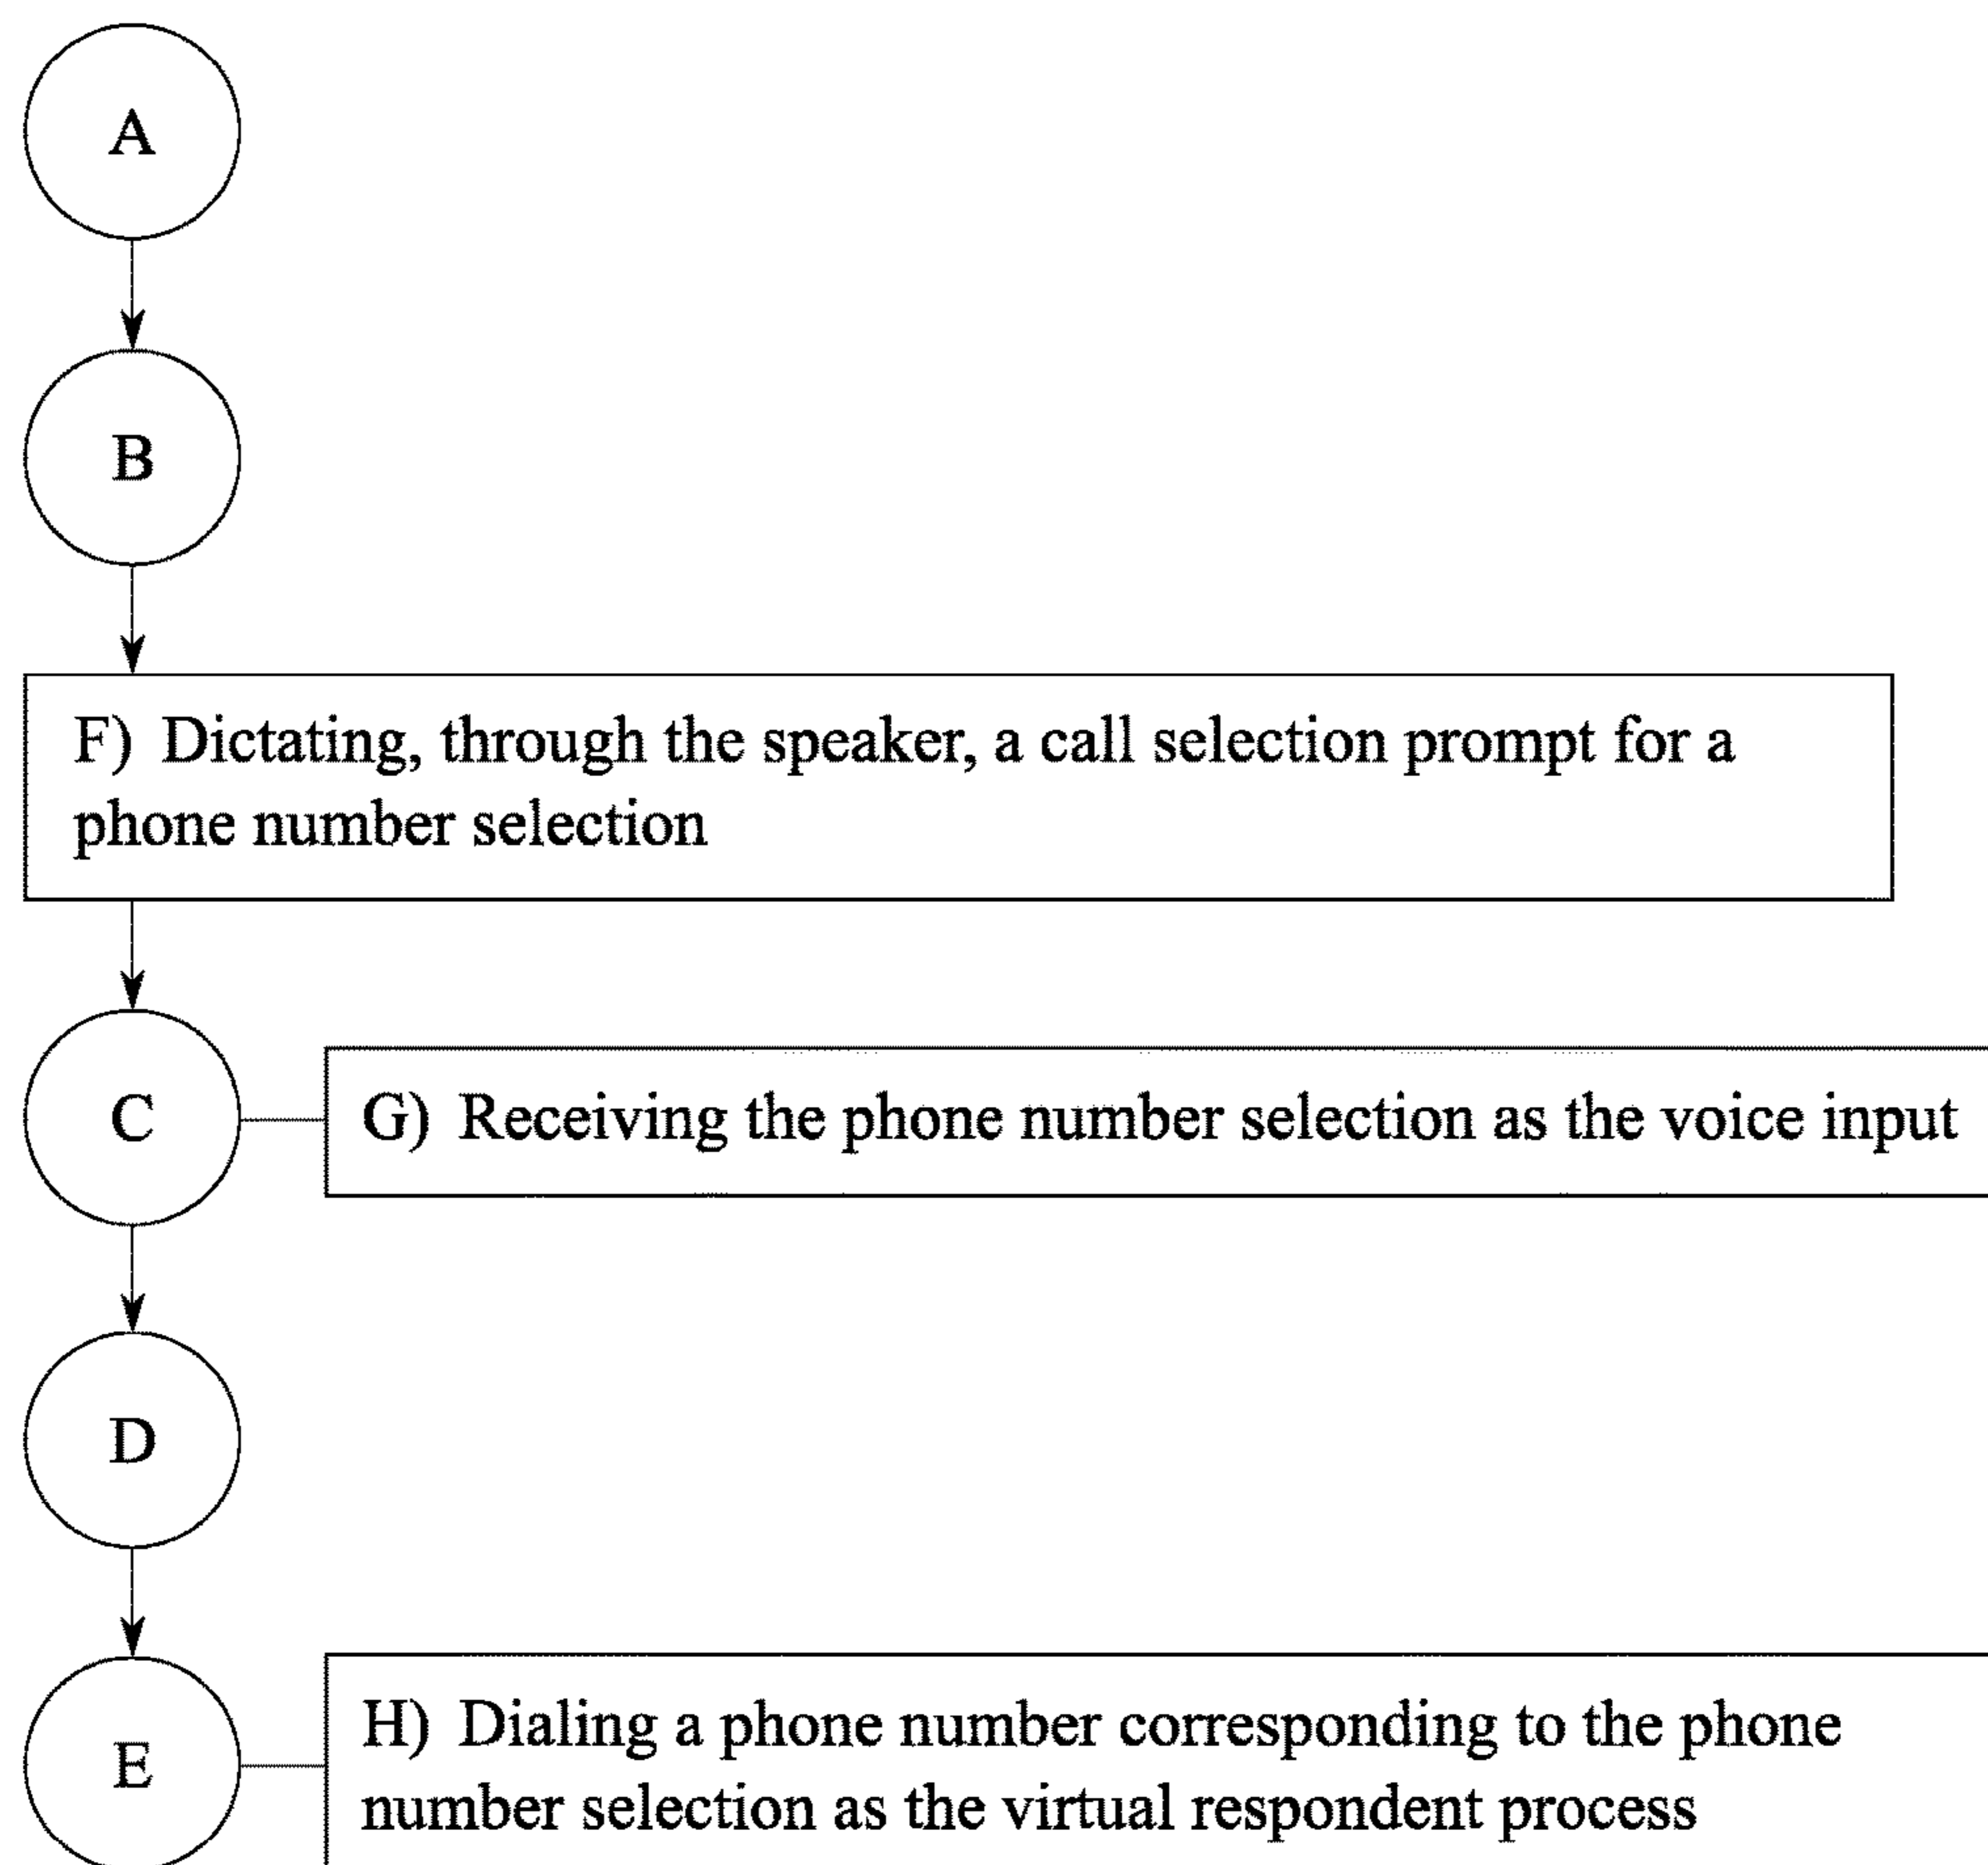 A
B
F) Dictating, through the speaker, a call selection prompt for a
phone number selection
C
G) Receiving the phone number selection as the voice input
D
E
H) Dialing a phone number corresponding to the phone
number selection as the virtual respondent process